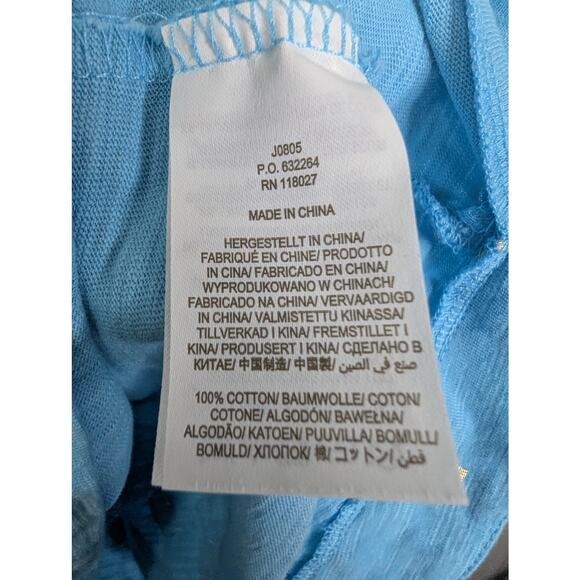 J0805
P.O. 632264
RN 118027
MADE IN CHINA
HERGESTELLT IN CHINA/
FABRIQUÉ EN CHINE/ PRODOTTO
IN CINA/ FABRICADO EN CHINA/
WYPRODUKOWANO W CHINACH/
FABRICADO NA CHINA/ VERVAARDIGD
IN CHINA/ VALMISTETTU KIINASSA/
TILLVERKAD I KINA/ FREMSTILLET I
KINA/ PRODUSERT I KINA/ СДЕЛАНО В
КИТАЕ/ 中国制造/ 中国製/ صنع في الصين/
100% COTTON/ BAUMWOLLE/ COTON/
COTONE/ ALGODÓN/ BAWEŁNA/
ALGODÃO/ KATOEN/ PUUVILLA/ BOMULL/
BOMULD/ ХЛОПОК/ 棉/ コットン/ قطن/